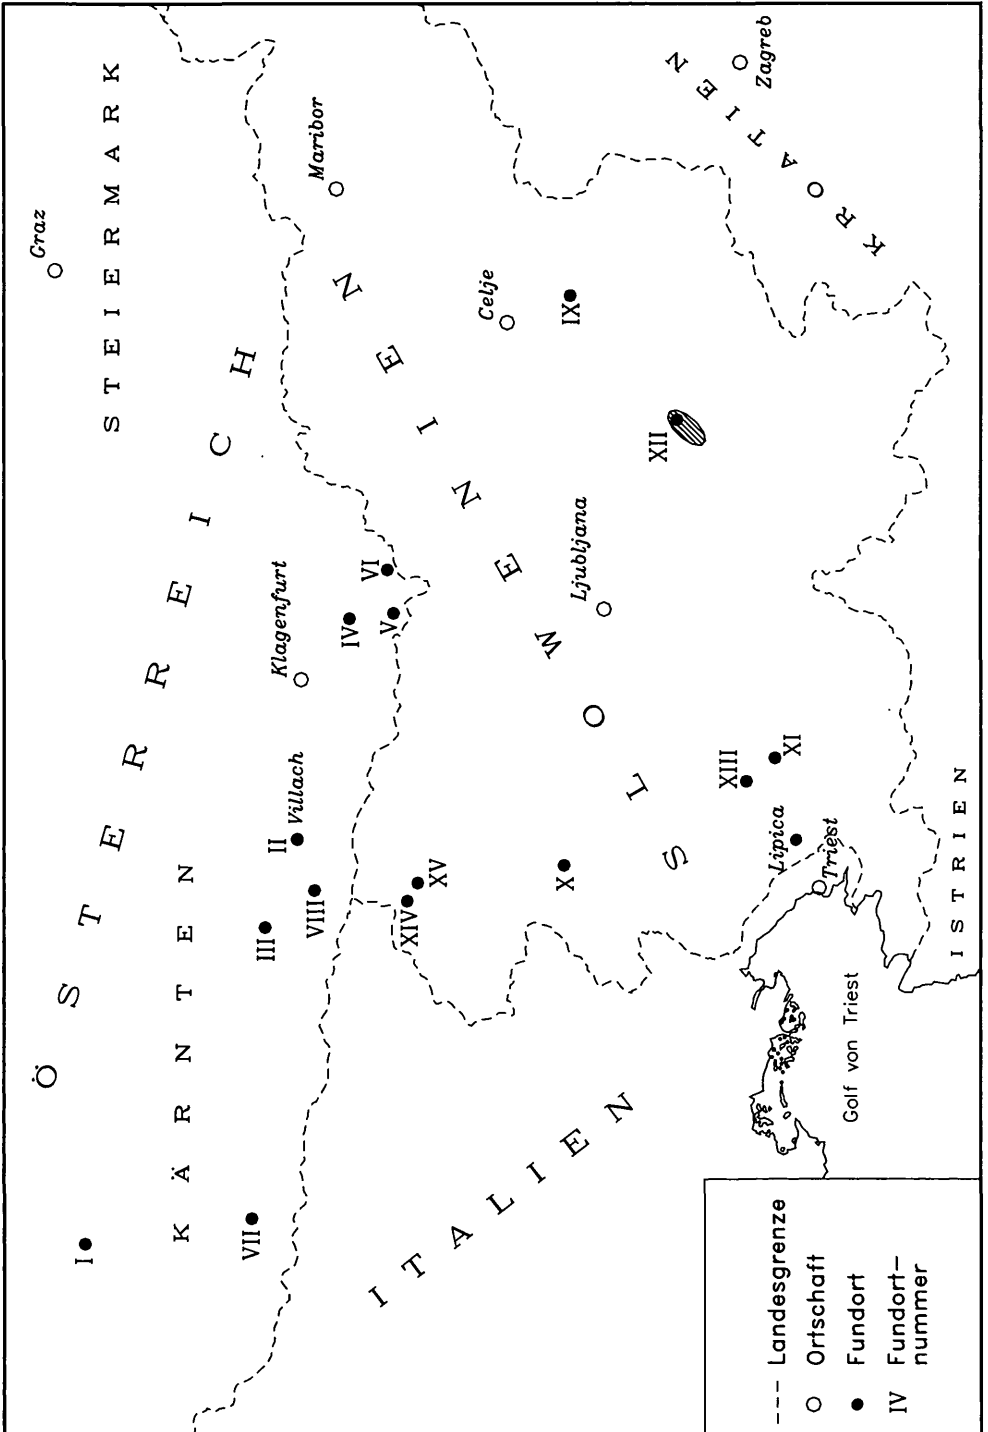 Graz
STEIERMARK
ÖSTERREICH
KÄRNTEN
I
VII
III
VIII
II
Villach
Klagenfurt
IV
V
VI
Maribor
SLOWENIEN
XIV
XV
Celje
IX
X
Ljubljana
XII
XIII
XI
Lipica
Triest
Zagreb
KROATIEN
ITALIEN
Golf von Triest
ISTRIEN
Landesgrenze
Ortschaft
Fundort
IV Fundort-
nummer